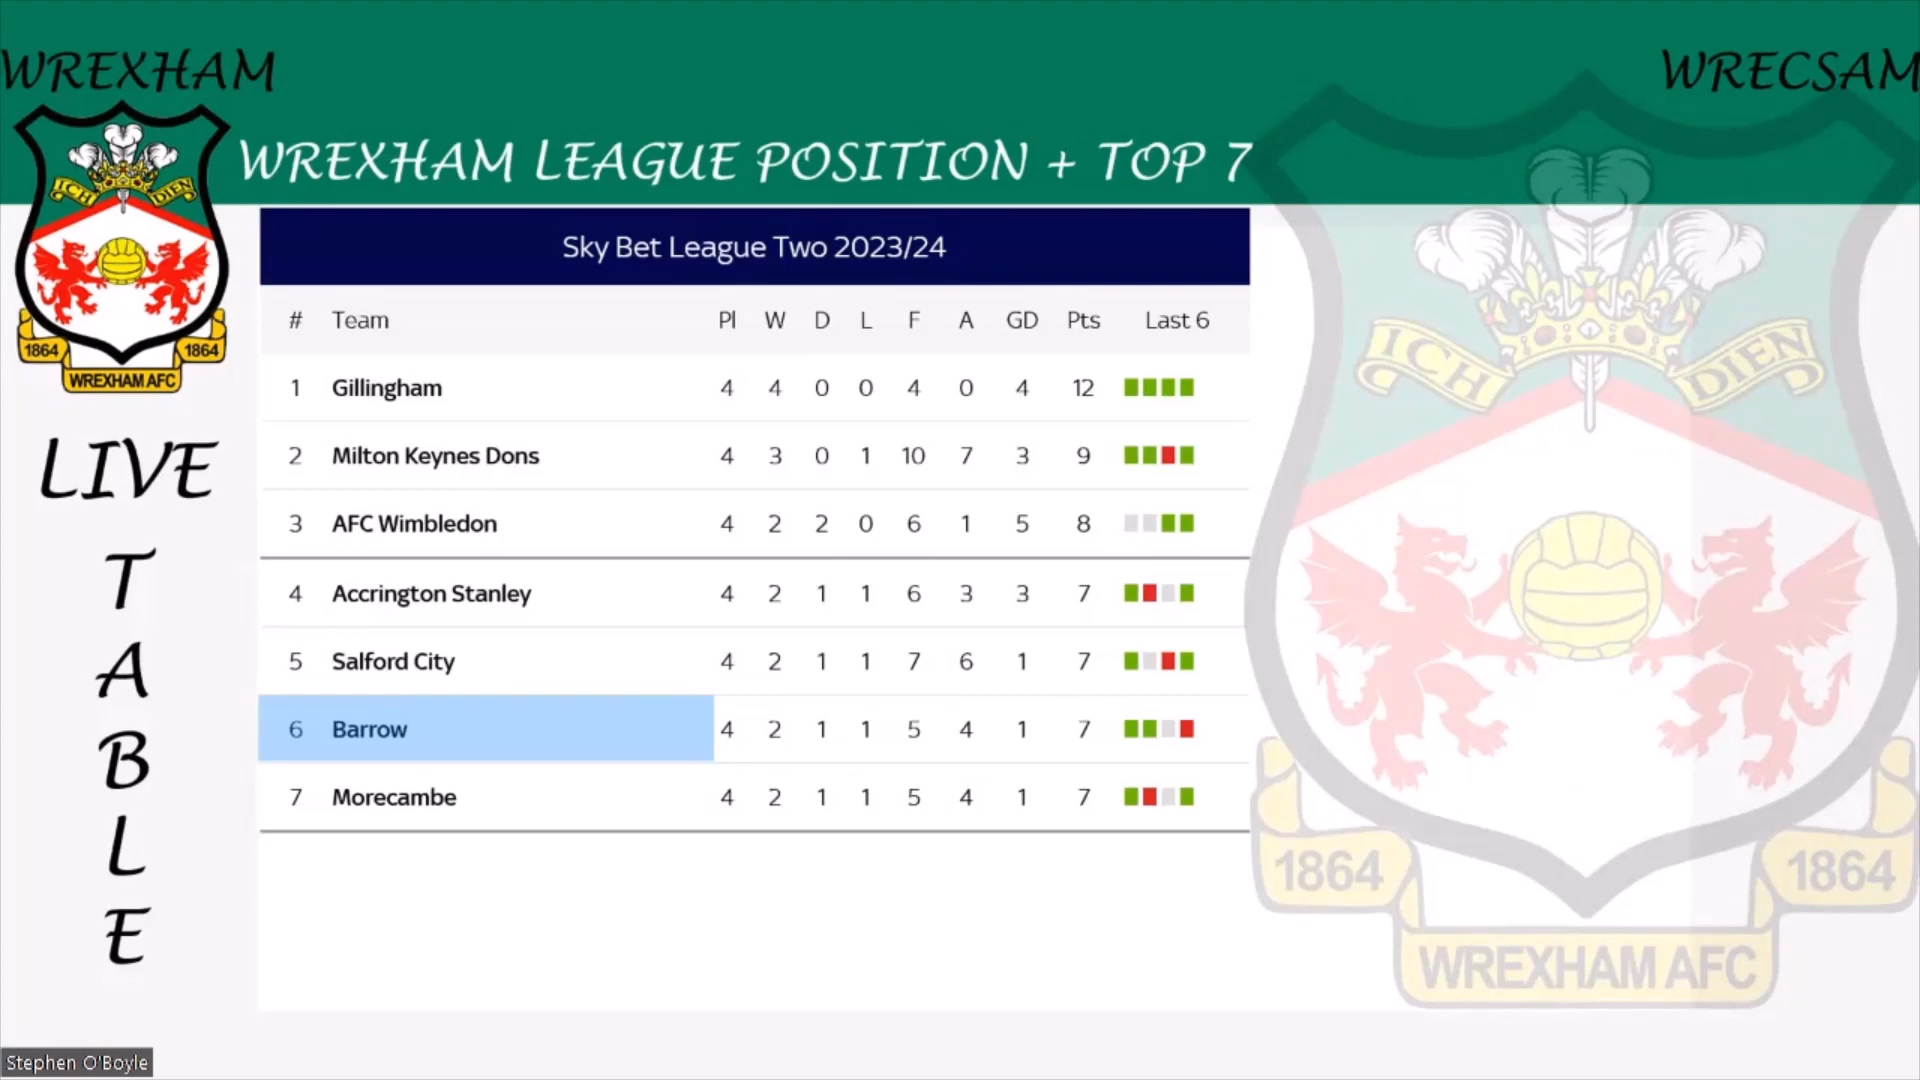 WREXHAM
WRECSAM
WREXHAM LEAGUE POSITION + TOP 7
ICH DIEN
1864 1864
WREXHAM AFC
LIVE
T
A
B
L
E
Sky Bet League Two 2023/24
# Team Pl W D L F A GD Pts Last 6
1 Gillingham 4 4 0 0 4 0 4 12
2 Milton Keynes Dons 4 3 0 1 10 7 3 9
3 AFC Wimbledon 4 2 2 0 6 1 5 8
4 Accrington Stanley 4 2 1 1 6 3 3 7
5 Salford City 4 2 1 1 7 6 1 7
6 Barrow 4 2 1 1 5 4 1 7
7 Morecambe 4 2 1 1 5 4 1 7
ICH DIEN
1864 1864
WREXHAM AFC
Stephen O'Boyle